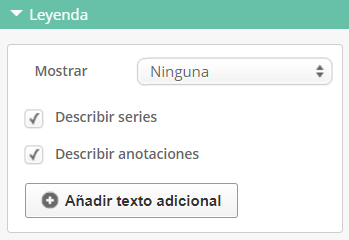 Leyenda
Mostrar Ninguna
Describir series
Describir anotaciones
Añadir texto adicional